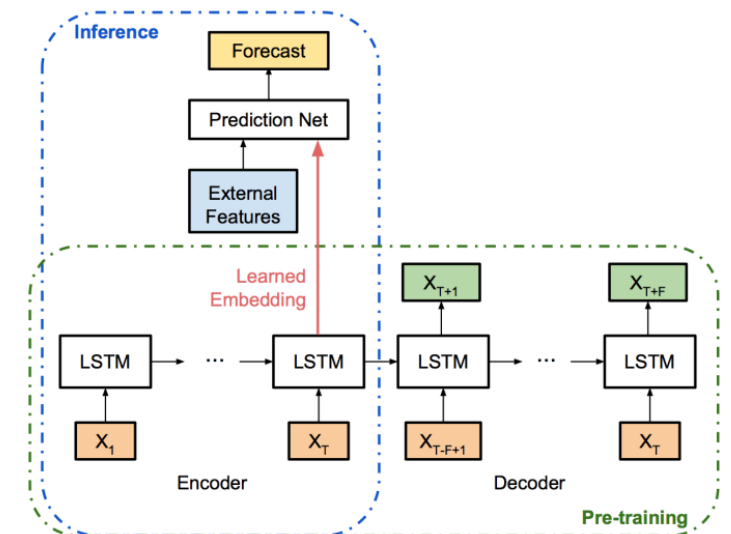 Inference
Forecast
Prediction Net
External
Features
Learned
Embedding
X_{T+1}
X_{T+F}
LSTM
...
LSTM
LSTM
...
LSTM
X_1
X_T
X_{T-F+1}
X_T
Encoder
Decoder
Pre-training